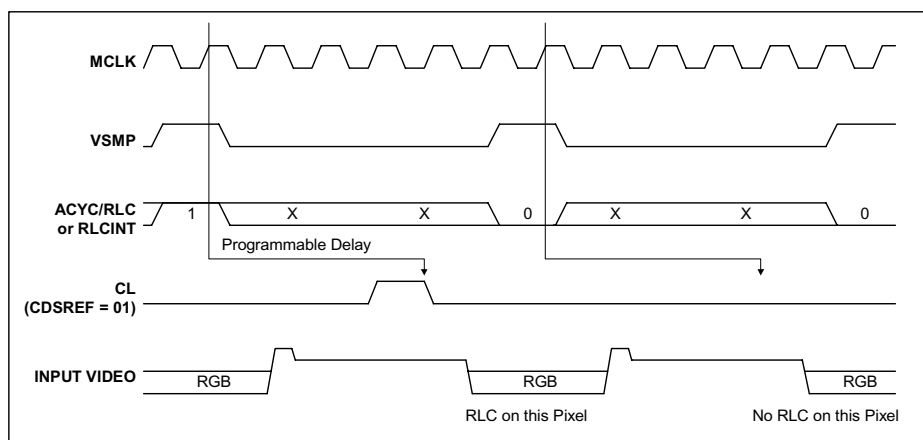 MCLK
VSMP
ACYC/RLC
or RLCINT
1 X X 0 X X 0
Programmable Delay
CL
(CDSREF = 01)
INPUT VIDEO
RGB RGB RGB
RLC on this Pixel No RLC on this Pixel